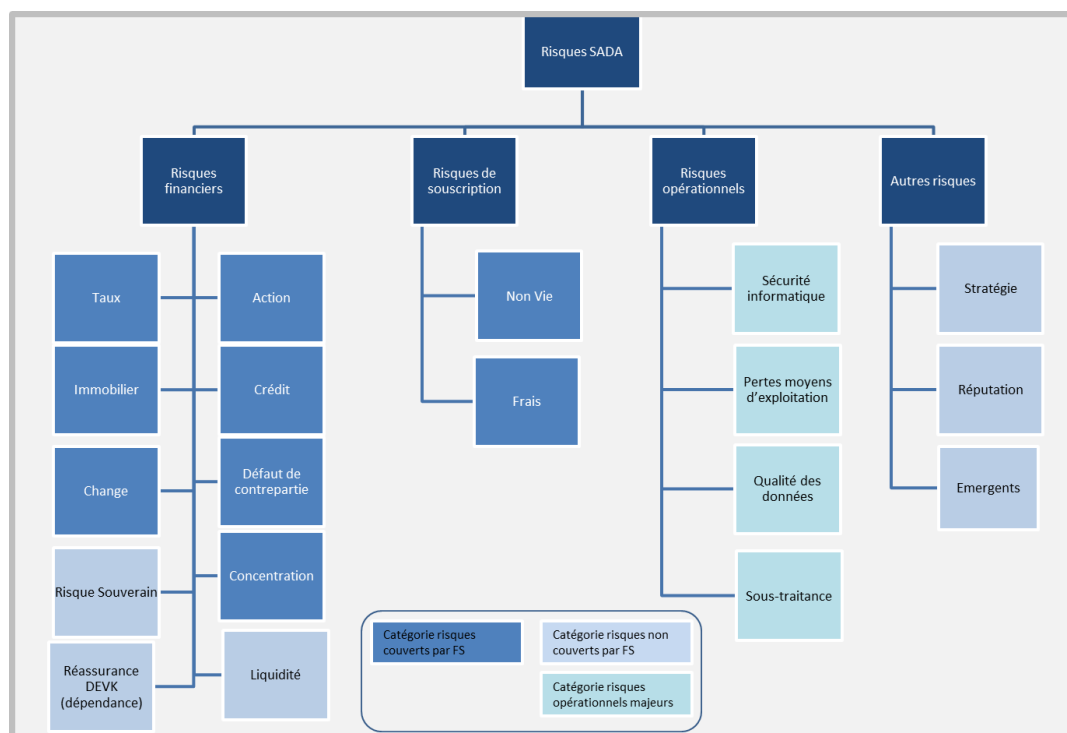 Risques SADA
Risques
financiers
Risques de
souscription
Risques
opérationnels
Autres risques
Taux
Action
Immobilier
Crédit
Change
Défaut de
contrepartie
Risque Souverain
Concentration
Réassurance
DEVK
(dépendance)
Liquidité
Non Vie
Frais
Sécurité
informatique
Pertes moyens
d'exploitation
Qualité des
données
Sous-traitance
Stratégie
Réputation
Emergents
Catégorie risques
couverts par FS
Catégorie risques non
couverts par FS
Catégorie risques
opérationnels majeurs